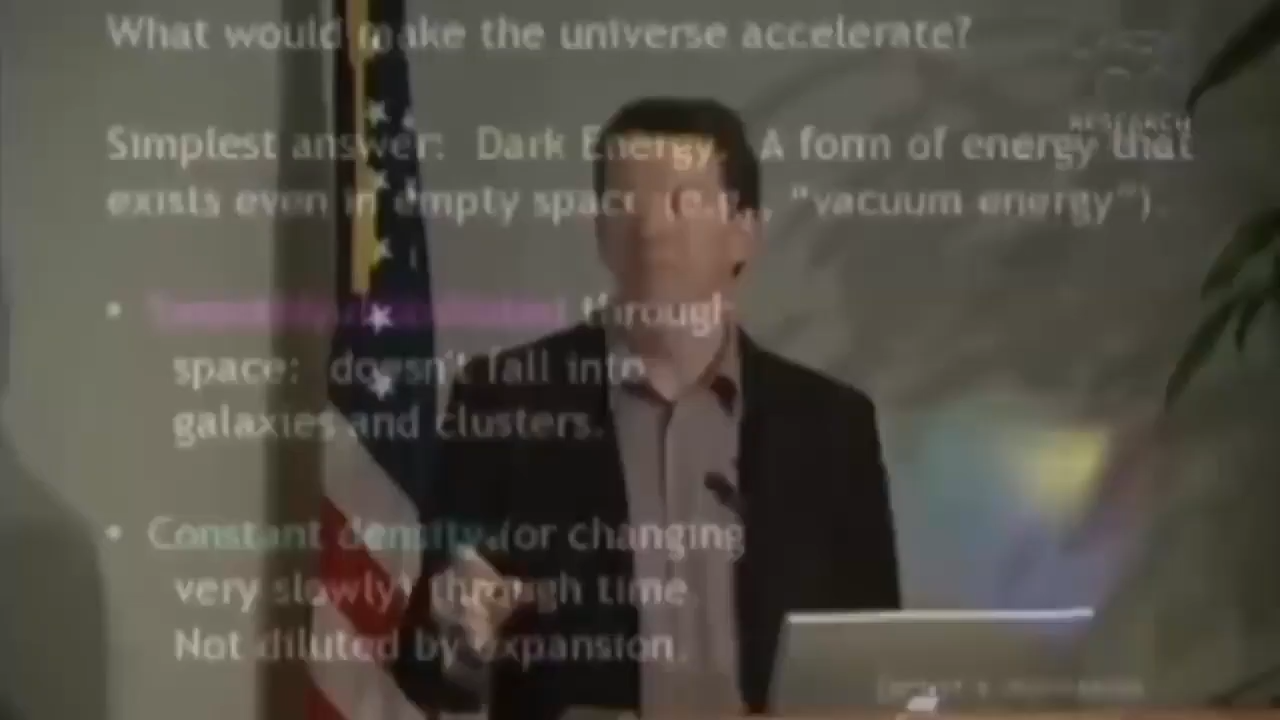 What would make the universe accelerate?
RESEARCH
Simplest answer: Dark Energy. A form of energy that
exists even in empty space (e.g., "vacuum energy").
• through
space: doesn't fall into
galaxies and clusters.
• Constant density (or changing
very slowly) through time.
Not diluted by expansion.